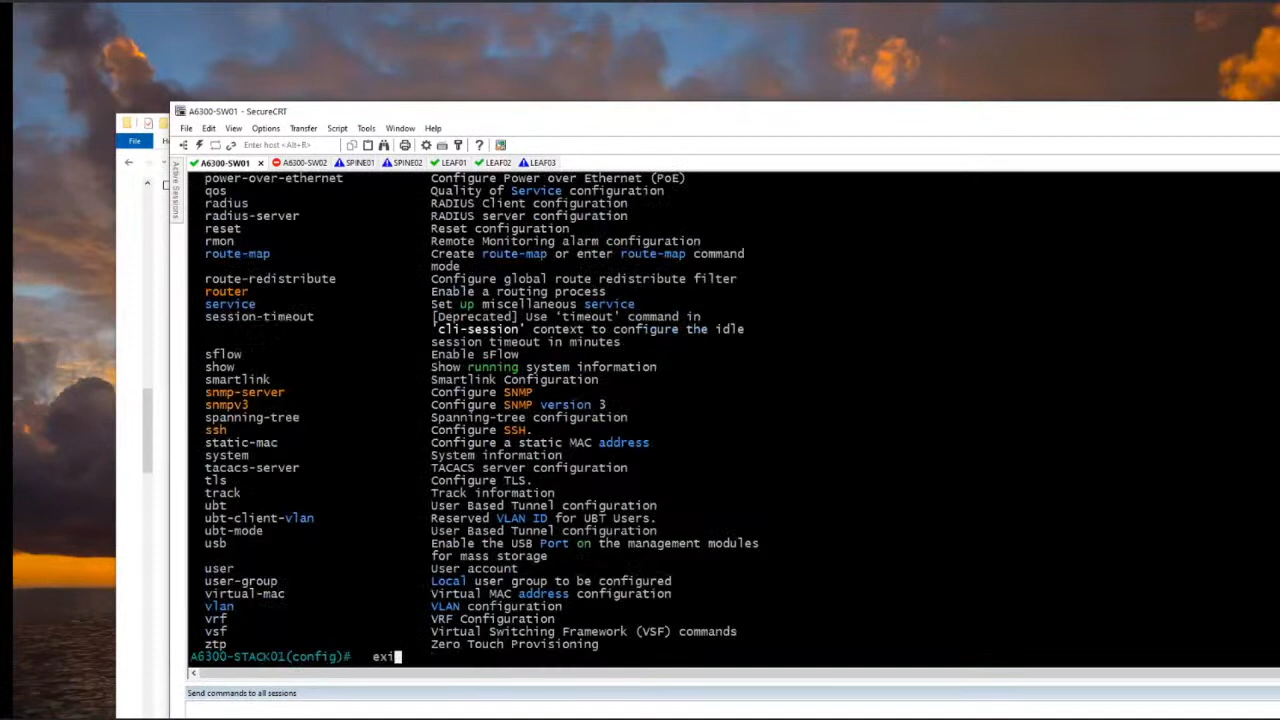 A6300-SW01 - SecureCRT
File Edit View Options Transfer Script Tools Window Help
Enter host <Alt+R>
File
A6300-SW01 × A6300-SW02 SPINE01 SPINE02 LEAF01 LEAF02 LEAF03
Active Sessions
power-over-ethernet Configure Power over Ethernet (PoE)
qos Quality of Service configuration
radius RADIUS Client configuration
radius-server RADIUS server configuration
reset Reset configuration
rmon Remote Monitoring alarm configuration
route-map Create route-map or enter route-map command
mode
route-redistribute Configure global route redistribute filter
router Enable a routing process
service Set up miscellaneous service
session-timeout [Deprecated] Use 'timeout' command in
'cli-session' context to configure the idle
session timeout in minutes
sflow Enable sFlow
show Show running system information
smartlink Smartlink Configuration
snmp-server Configure SNMP
snmpv3 Configure SNMP version 3
spanning-tree Spanning-tree configuration
ssh Configure SSH.
static-mac Configure a static MAC address
system System information
tacacs-server TACACS server configuration
tls Configure TLS.
track Track information
ubt User Based Tunnel configuration
ubt-client-vlan Reserved VLAN ID for UBT Users.
ubt-mode User Based Tunnel configuration
usb Enable the USB Port on the management modules
for mass storage
user User account
user-group Local user group to be configured
virtual-mac Virtual MAC address configuration
vlan VLAN configuration
vrf VRF Configuration
vsf Virtual Switching Framework (VSF) commands
ztp Zero Touch Provisioning
A6300-STACK01(config)# exi
Send commands to all sessions